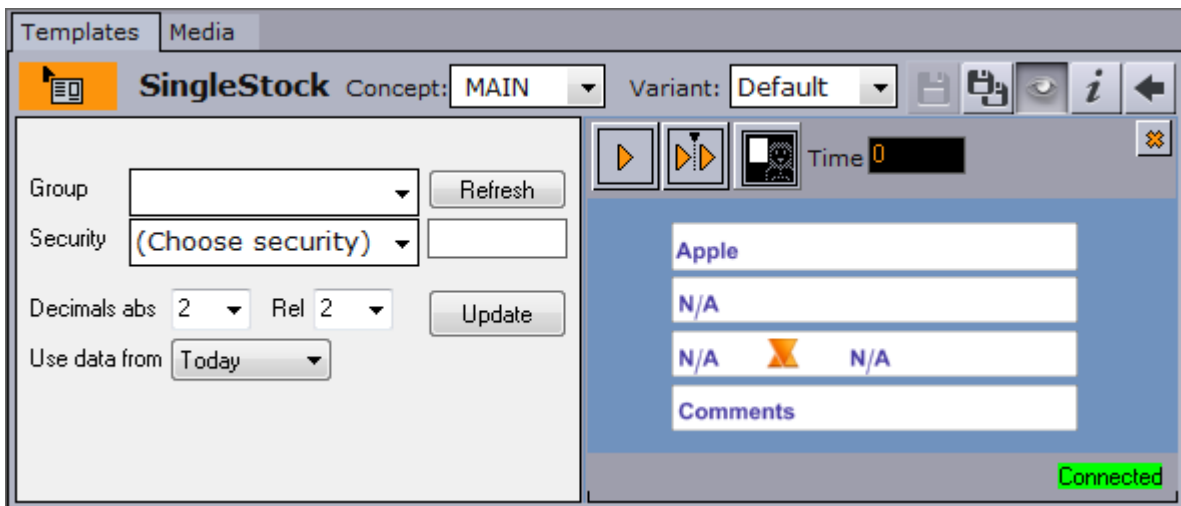 Templates Media
SingleStock Concept: MAIN Variant: Default
Group Refresh
Security (Choose security)
Decimals abs 2 Rel 2 Update
Use data from Today
Time 0
Apple
N/A
N/A N/A
Comments
Connected